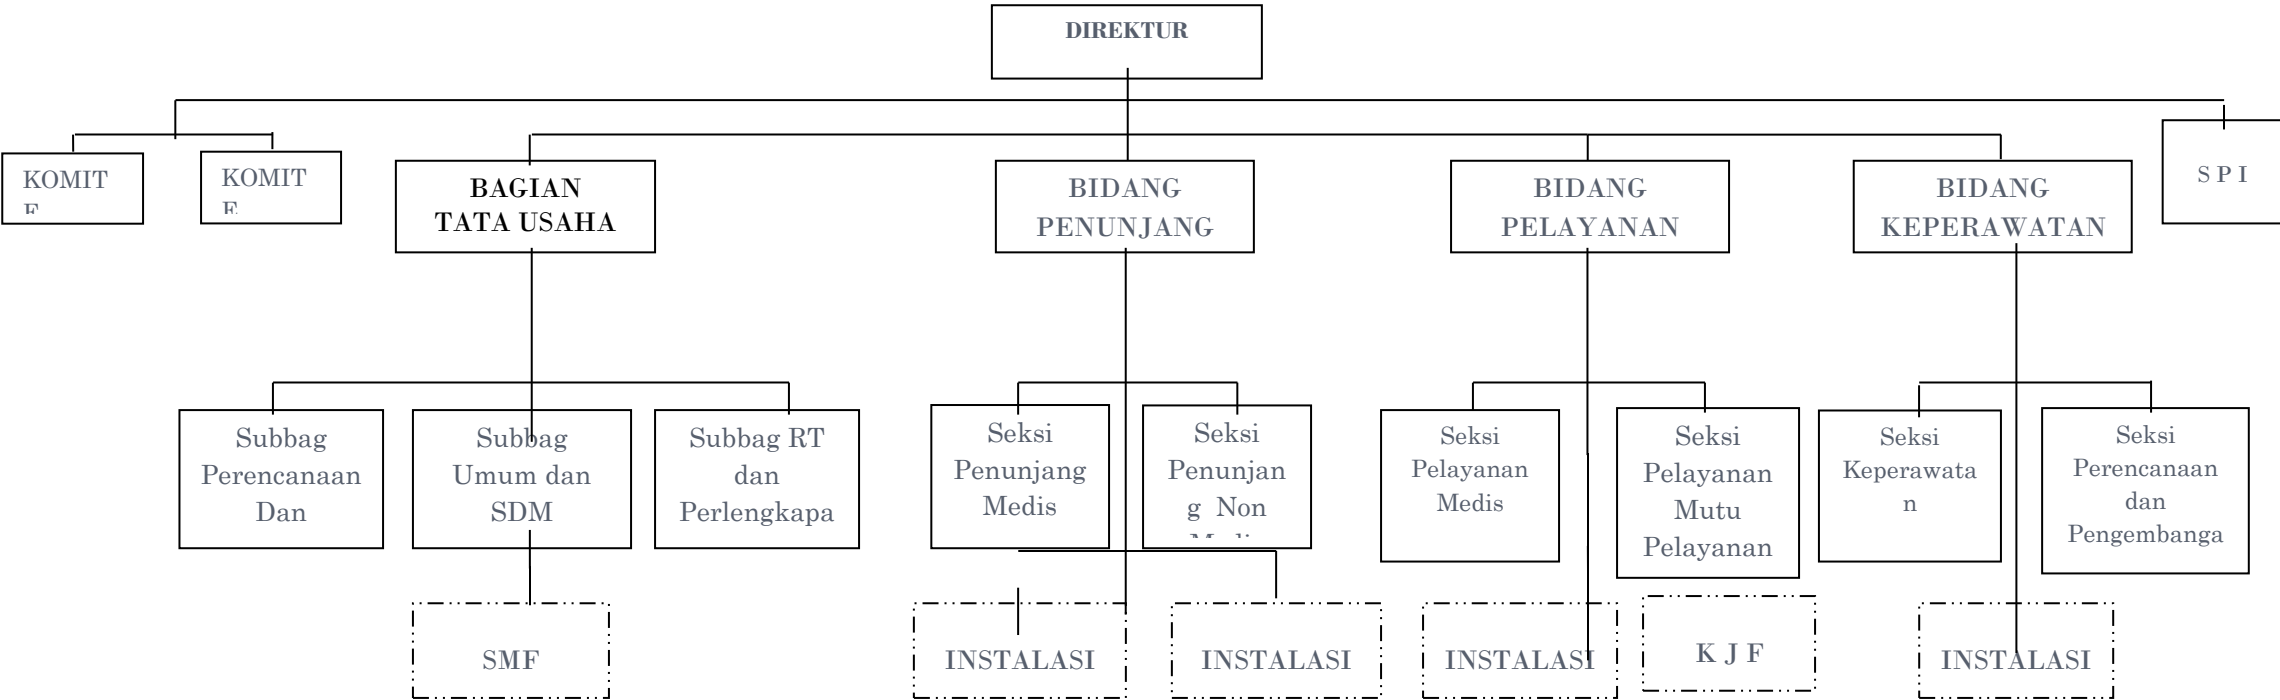 DIREKTUR
KOMIT
E
KOMIT
E
BAGIAN
TATA USAHA
BIDANG
PENUNJANG
BIDANG
PELAYANAN
BIDANG
KEPERAWATAN
S P I
Subbag
Perencanaan
Dan
Subbag
Umum dan
SDM
Subbag RT
dan
Perlengkapa
Seksi
Penunjang
Medis
Seksi
Penunjan
g Non
Seksi
Pelayanan
Medis
Seksi
Pelayanan
Mutu
Pelayanan
Seksi
Keperawata
n
Seksi
Perencanaan
dan
Pengembanga
SMF
INSTALASI
INSTALASI
INSTALASI
K J F
INSTALASI